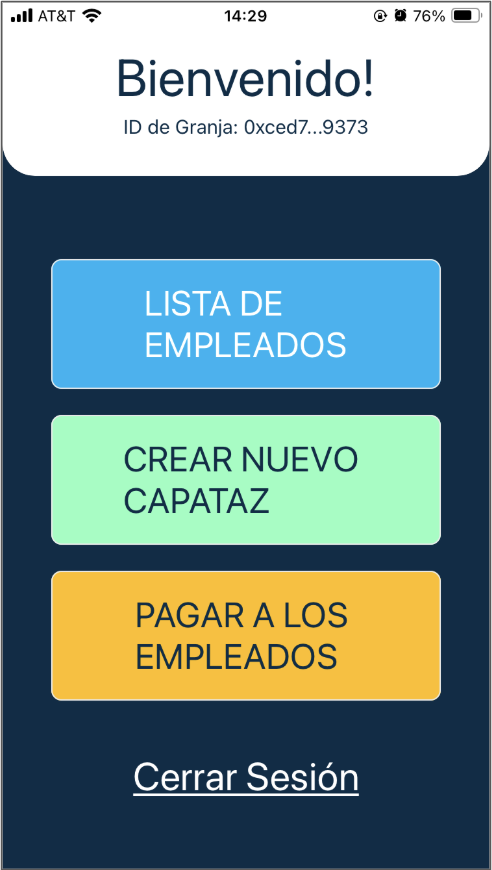 AT&T 14:29 76%
Bienvenido!
ID de Granja: 0xced7...9373
LISTA DE
EMPLEADOS
CREAR NUEVO
CAPATAZ
PAGAR A LOS
EMPLEADOS
Cerrar Sesión